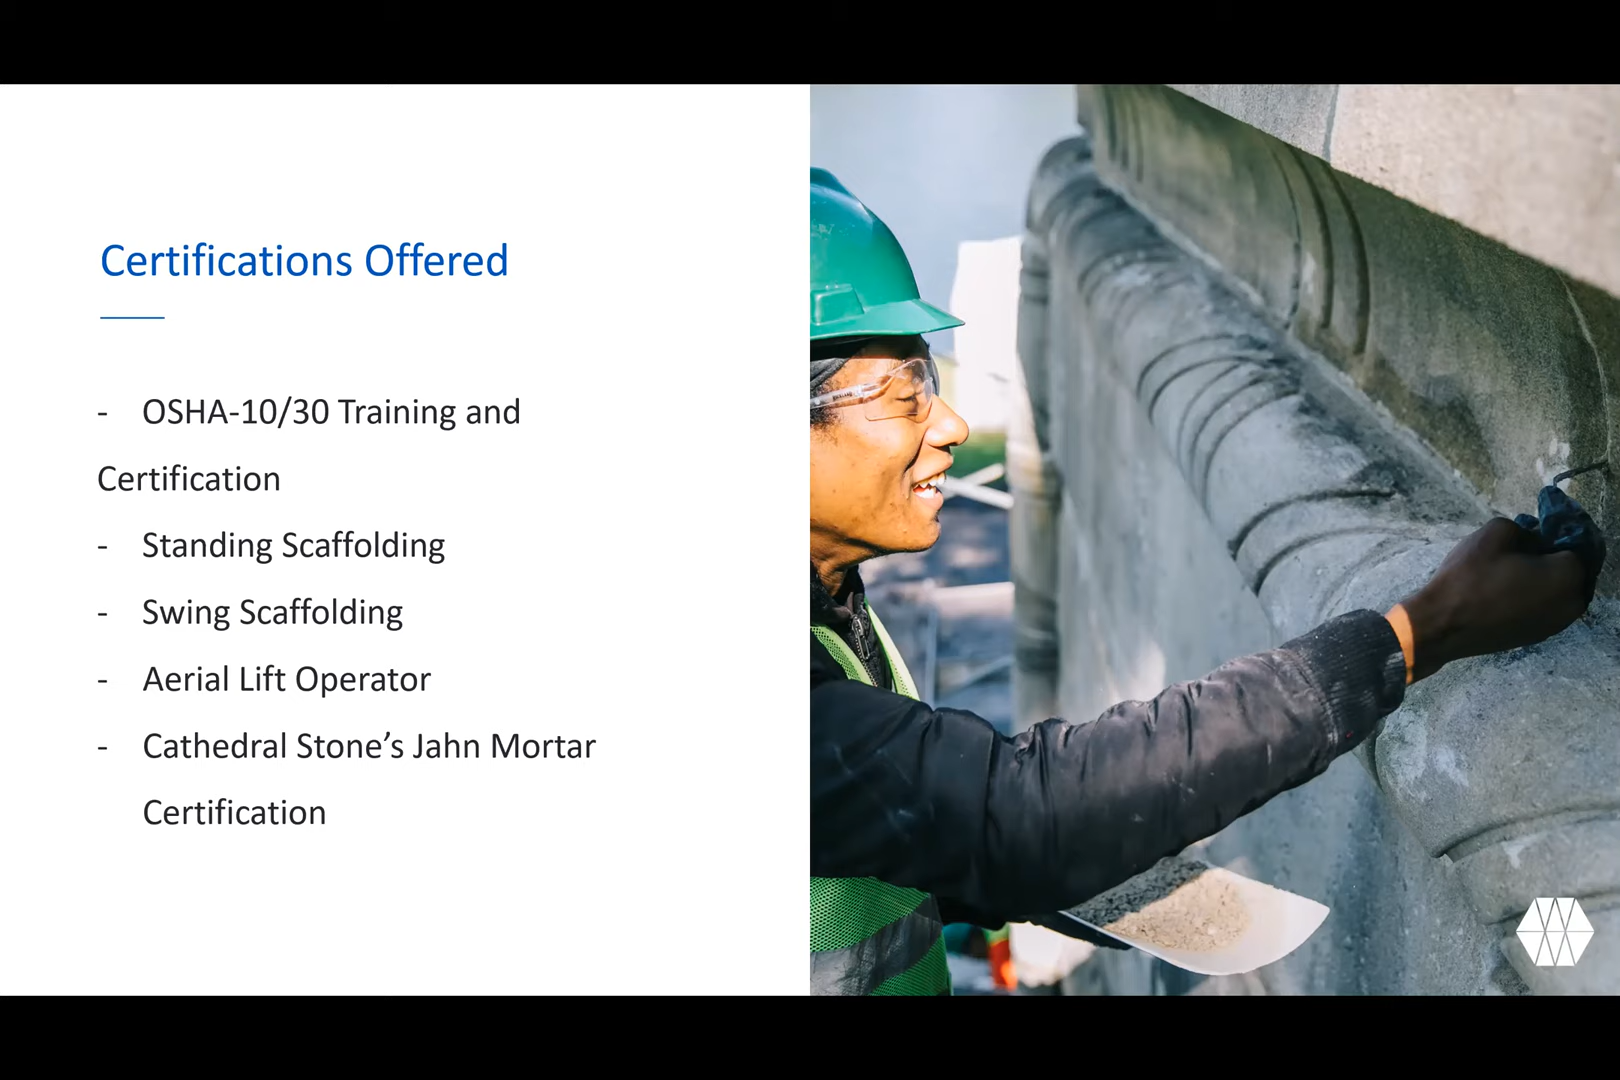 Certifications Offered
- OSHA-10/30 Training and
Certification
- Standing Scaffolding
- Swing Scaffolding
- Aerial Lift Operator
- Cathedral Stone’s Jahn Mortar
Certification